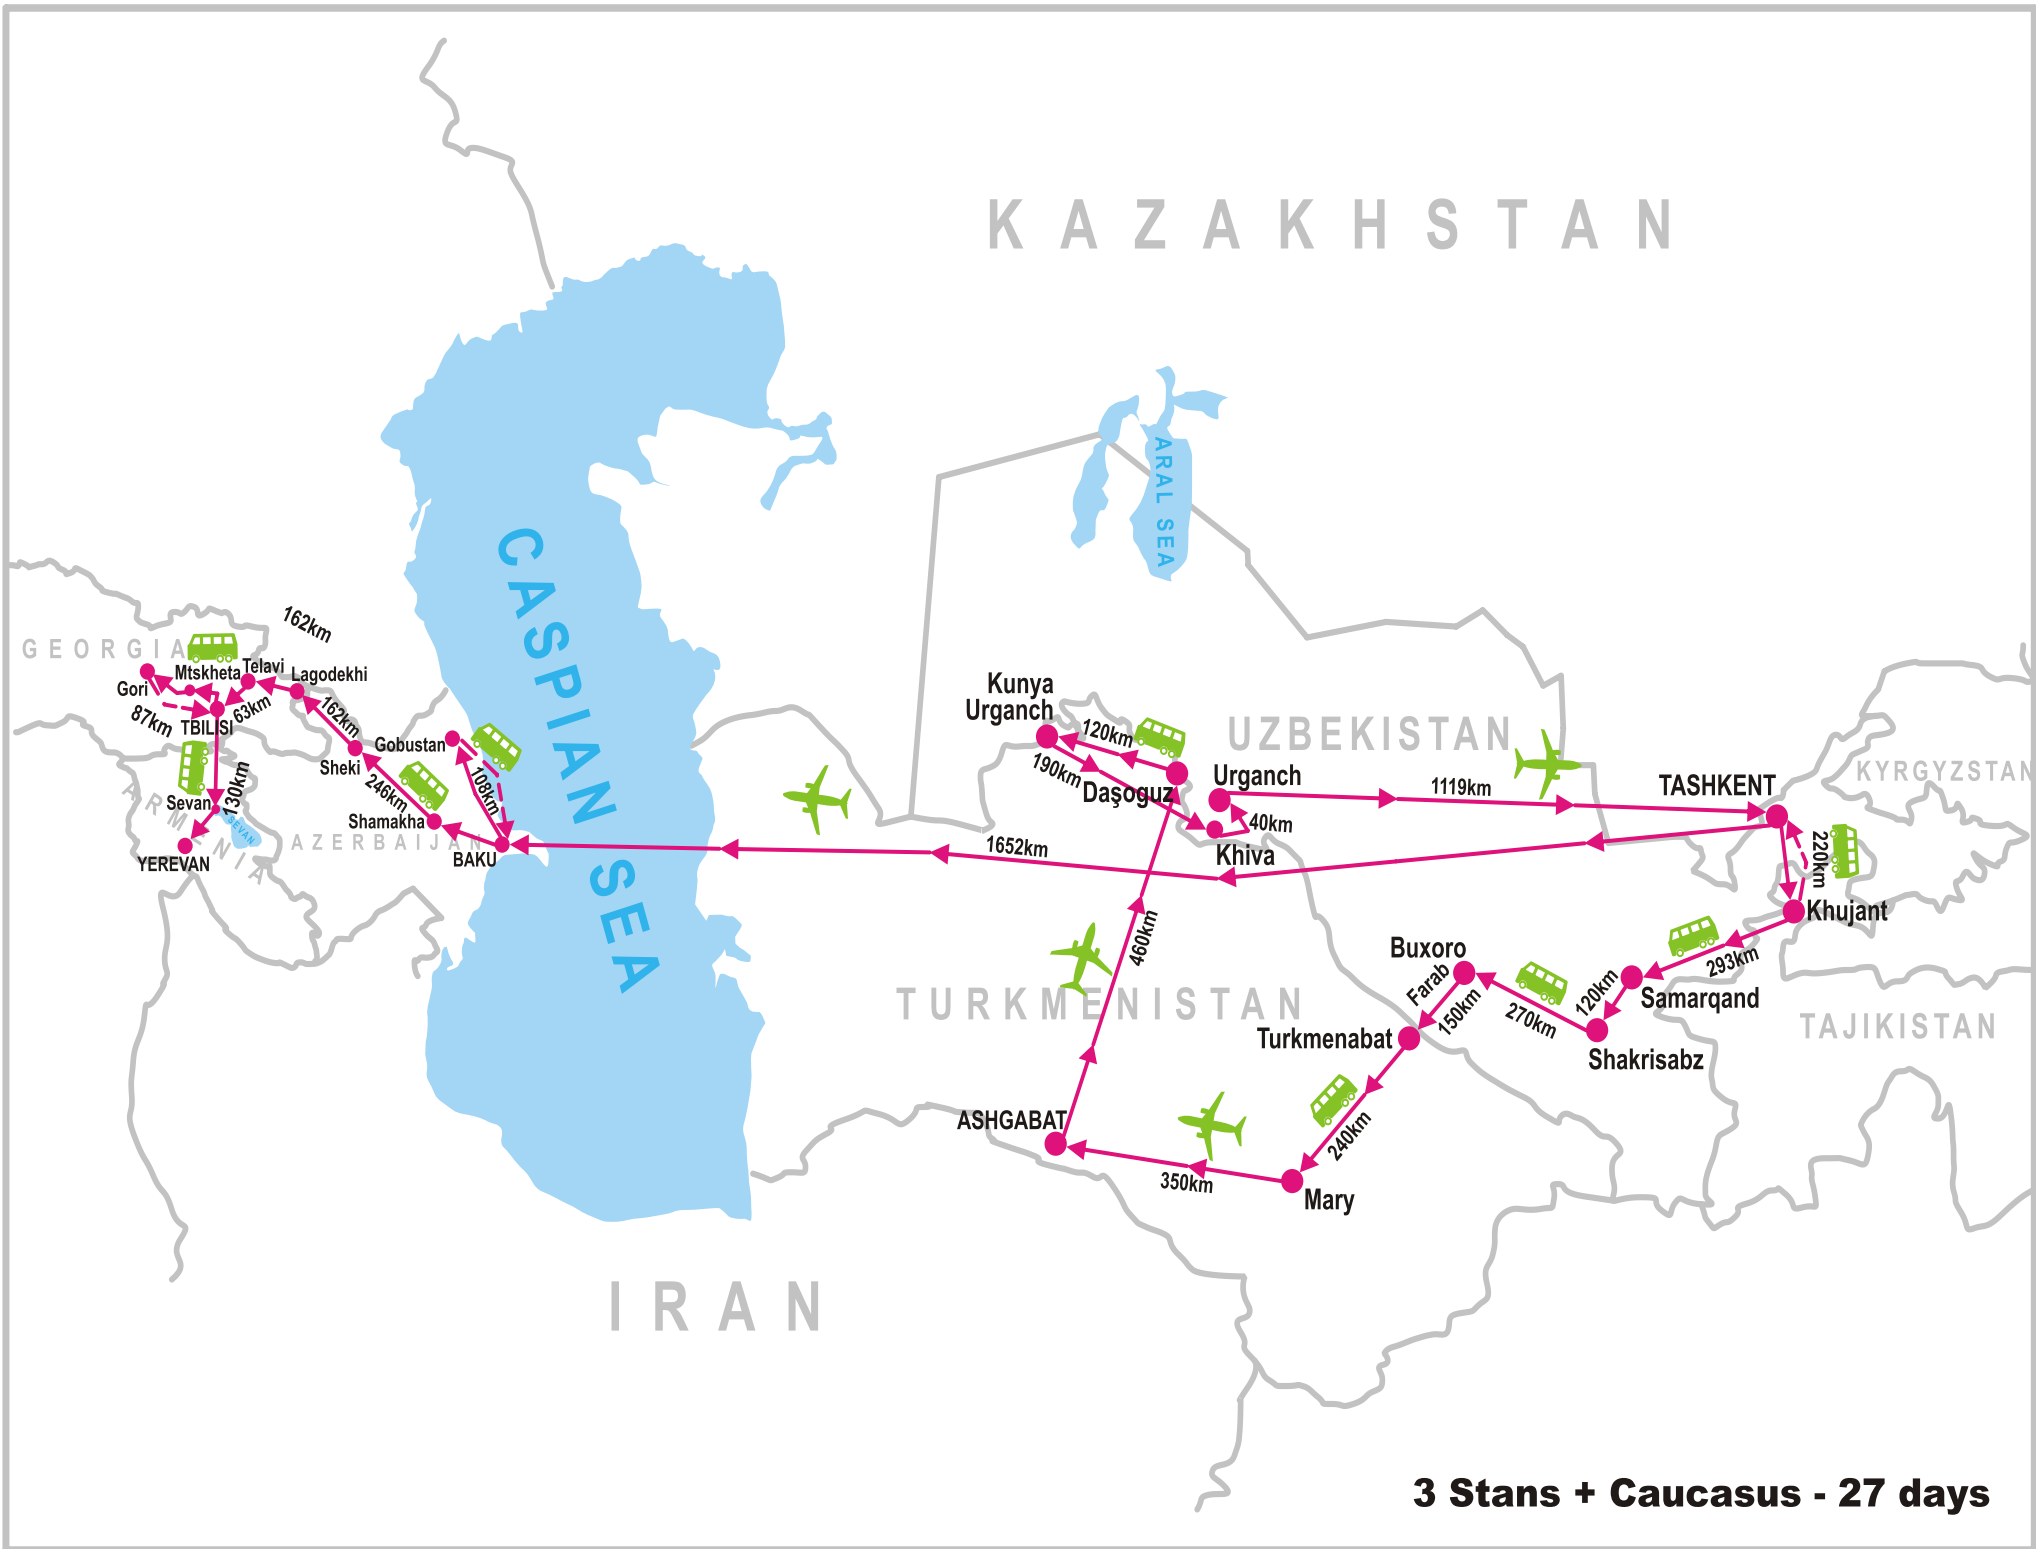 KAZAKHSTAN
CASPIAN SEA
ARAL SEA
162km
GEORGIA
Mtskheta
Telavi
Lagodekhi
Gori
87km
TBILISI
63km
162km
Gobustan
Sheki
108km
246km
130km
Sevan
SEVAN
Shamakha
ARMENIA
AZERBAIJAN
YEREVAN
BAKU
Kunya
Urganch
120km
190km
Daşoguz
UZBEKISTAN
Urganch
1119km
TASHKENT
KYRGYZSTAN
40km
Khiva
1652km
220km
Khujant
293km
460km
Buxoro
Farab
150km
270km
120km
Samarqand
Shakrisabz
TURKMENISTAN
Turkmenabat
TAJIKISTAN
ASHGABAT
240km
350km
Mary
IRAN
3 Stans + Caucasus - 27 days